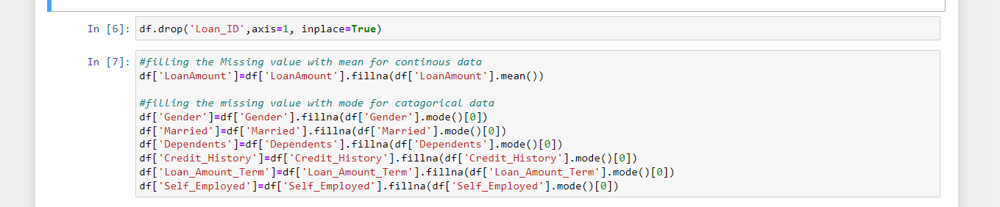 In [6]: df.drop('Loan_ID',axis=1, inplace=True)
In [7]: #filling the Missing value with mean for continous data
df['LoanAmount']=df['LoanAmount'].fillna(df['LoanAmount'].mean())
#filling the missing value with mode for catagorical data
df['Gender']=df['Gender'].fillna(df['Gender'].mode()[0])
df['Married']=df['Married'].fillna(df['Married'].mode()[0])
df['Dependents']=df['Dependents'].fillna(df['Dependents'].mode()[0])
df['Credit_History']=df['Credit_History'].fillna(df['Credit_History'].mode()[0])
df['Loan_Amount_Term']=df['Loan_Amount_Term'].fillna(df['Loan_Amount_Term'].mode()[0])
df['Self_Employed']=df['Self_Employed'].fillna(df['Self_Employed'].mode()[0])